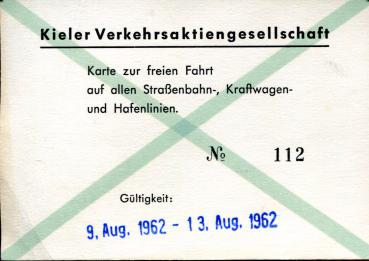 Kieler Verkehrsaktiengesellschaft
Karte zur freien Fahrt
auf allen Straßenbahn-, Kraftwagen-
und Hafenlinien.
№ 112
Gültigkeit:
9. Aug. 1962 - 13. Aug. 1962